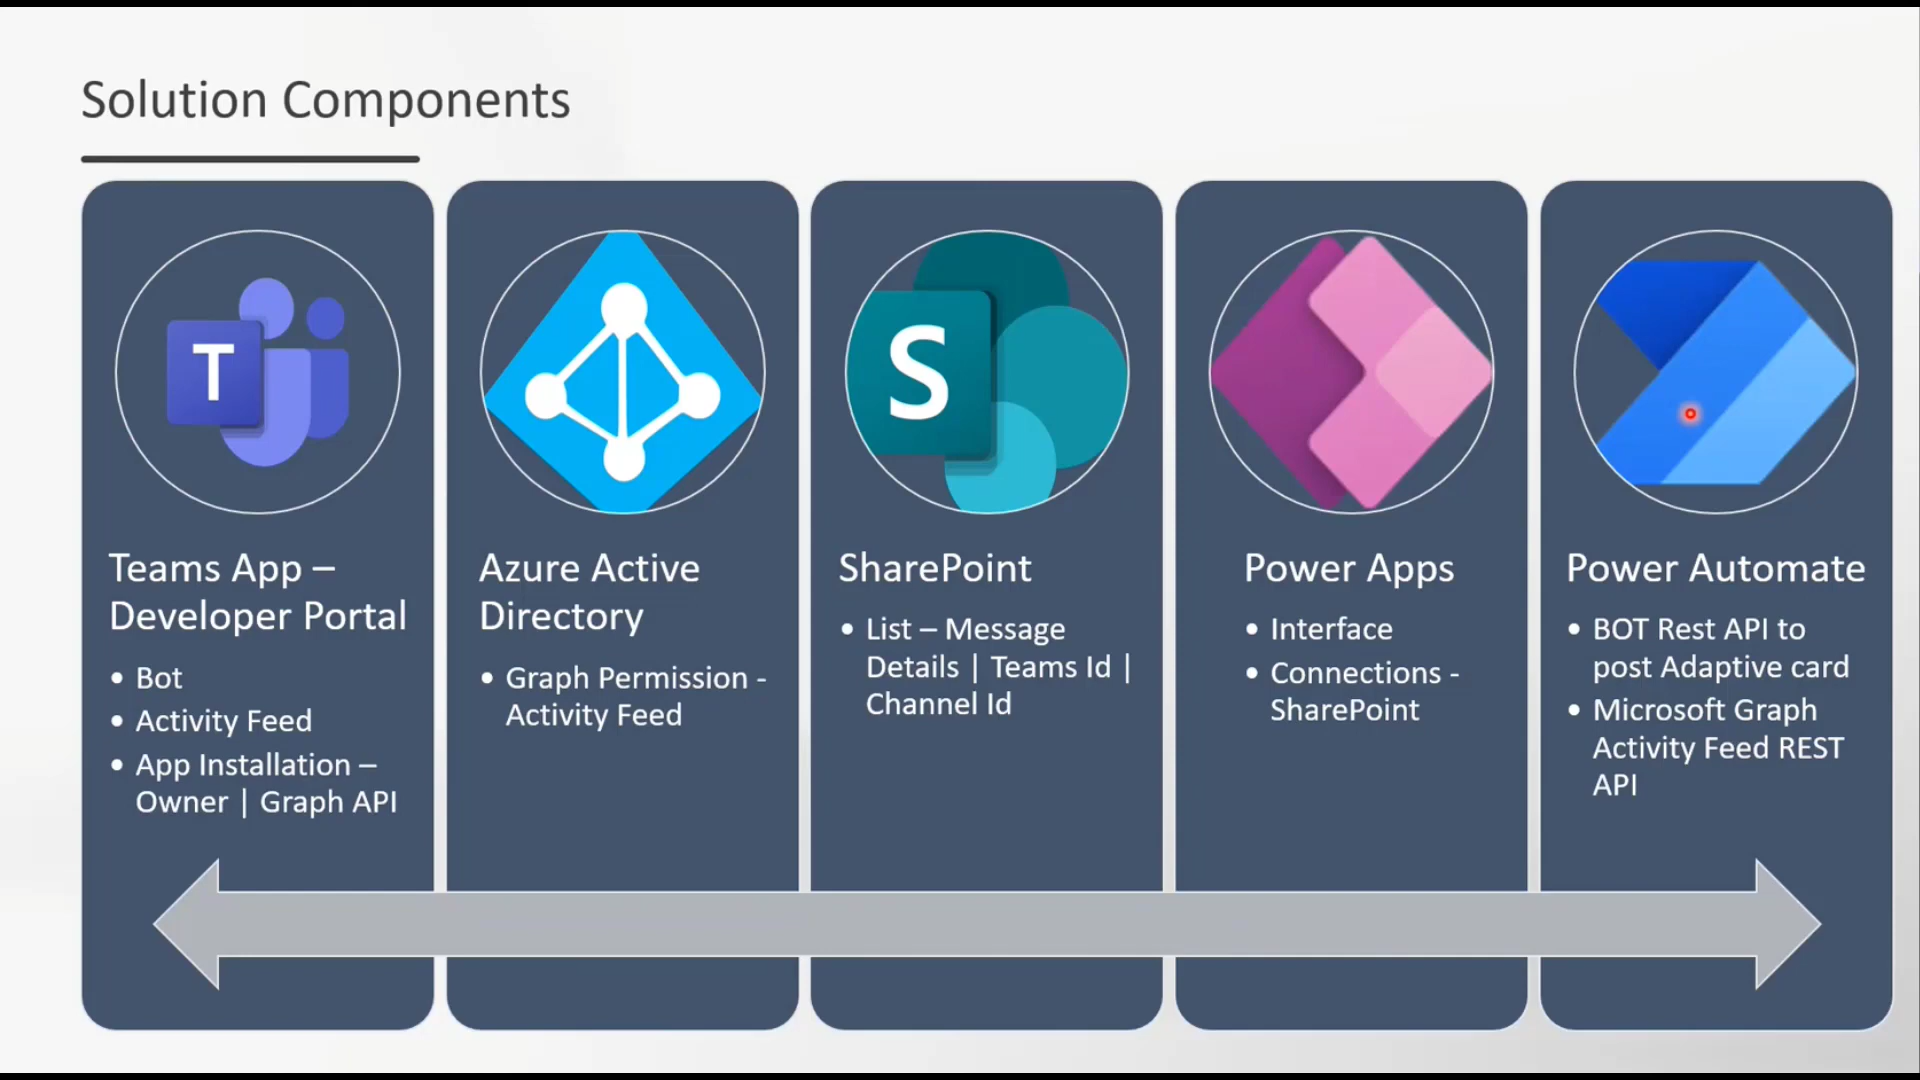 Solution Components
T
S
Teams App –
Developer Portal
• Bot
• Activity Feed
• App Installation –
Owner | Graph API
Azure Active
Directory
• Graph Permission -
Activity Feed
SharePoint
• List – Message
Details | Teams Id |
Channel Id
Power Apps
• Interface
• Connections -
SharePoint
Power Automate
• BOT Rest API to
post Adaptive card
• Microsoft Graph
Activity Feed REST
API